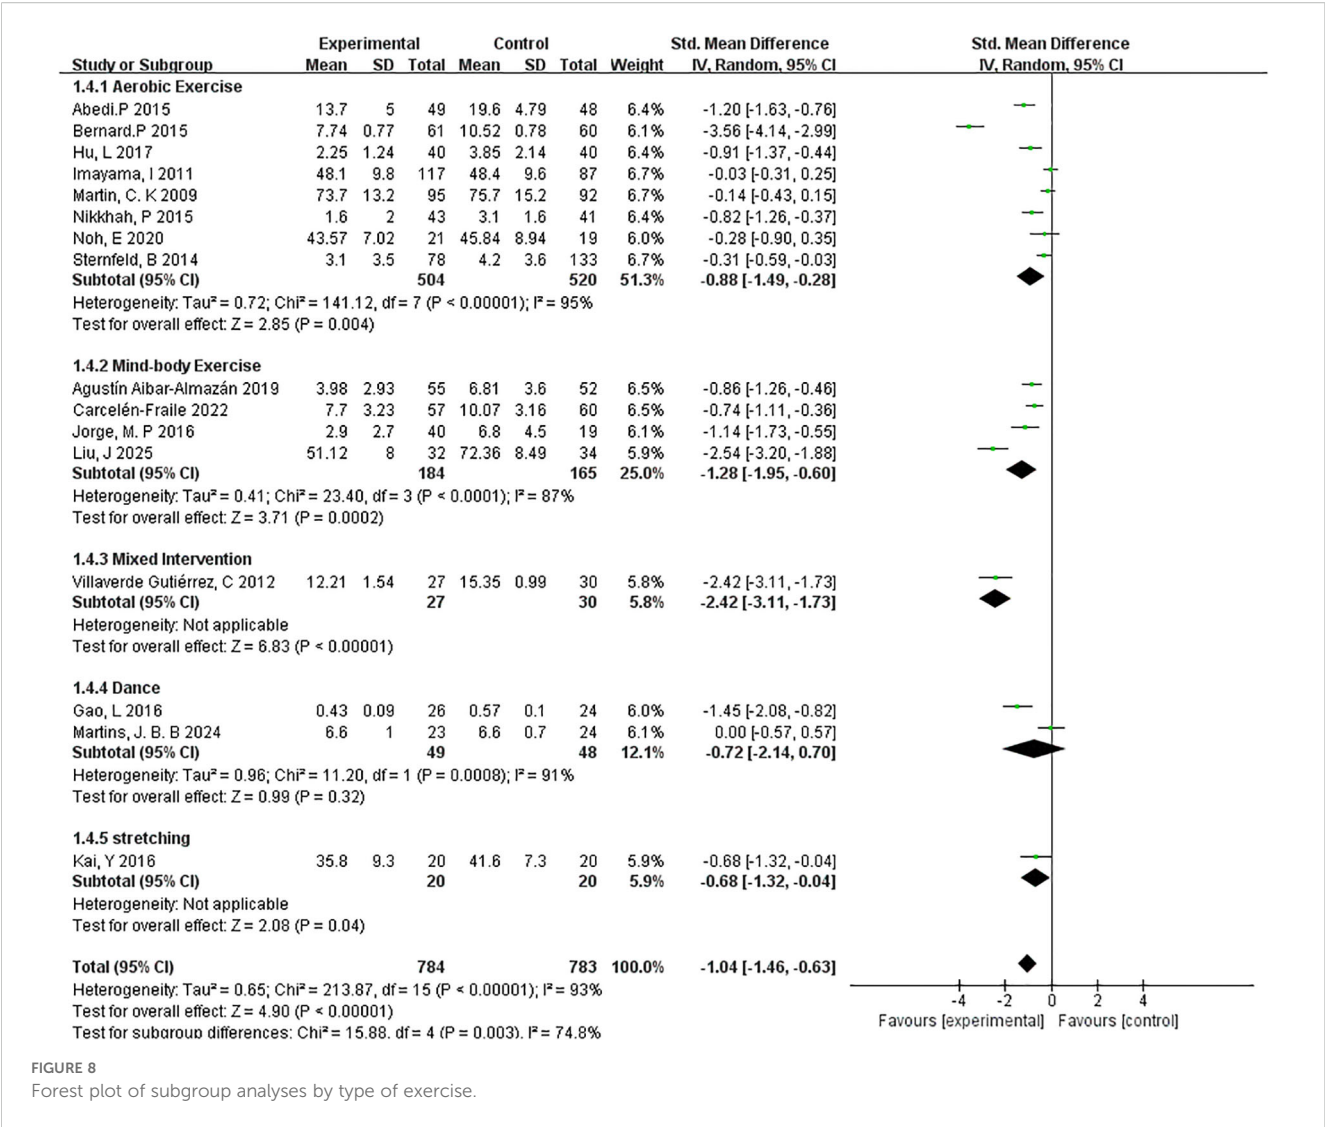 Experimental Control Std. Mean Difference Std. Mean Difference
Study or Subgroup Mean SD Total Mean SD Total Weight IV, Random, 95% CI IV, Random, 95% CI
1.4.1 Aerobic Exercise
Abedi.P 2015 13.7 5 49 19.6 4.79 48 6.4% -1.20 [-1.63, -0.76]
Bernard.P 2015 7.74 0.77 61 10.52 0.78 60 6.1% -3.56 [-4.14, -2.99]
Hu, L 2017 2.25 1.24 40 3.85 2.14 40 6.4% -0.91 [-1.37, -0.44]
Imayama, I 2011 48.1 9.8 117 48.4 9.6 87 6.7% -0.03 [-0.31, 0.25]
Martin, C. K 2009 73.7 13.2 95 75.7 15.2 92 6.7% -0.14 [-0.43, 0.15]
Nikkhah, P 2015 1.6 2 43 3.1 1.6 41 6.4% -0.82 [-1.26, -0.37]
Noh, E 2020 43.57 7.02 21 45.84 8.94 19 6.0% -0.28 [-0.90, 0.35]
Sternfeld, B 2014 3.1 3.5 78 4.2 3.6 133 6.7% -0.31 [-0.59, -0.03]
Subtotal (95% CI) 504 520 51.3% -0.88 [-1.49, -0.28]
Heterogeneity: Tau² = 0.72; Chi² = 141.12, df = 7 (P < 0.00001); I² = 95%
Test for overall effect: Z = 2.85 (P = 0.004)
1.4.2 Mind-body Exercise
Agustín Aibar-Almazán 2019 3.98 2.93 55 6.81 3.6 52 6.5% -0.86 [-1.26, -0.46]
Carcelén-Fraile 2022 7.7 3.23 57 10.07 3.16 60 6.5% -0.74 [-1.11, -0.36]
Jorge, M. P 2016 2.9 2.7 40 6.8 4.5 19 6.1% -1.14 [-1.73, -0.55]
Liu, J 2025 51.12 8 32 72.36 8.49 34 5.9% -2.54 [-3.20, -1.88]
Subtotal (95% CI) 184 165 25.0% -1.28 [-1.95, -0.60]
Heterogeneity: Tau² = 0.41; Chi² = 23.40, df = 3 (P < 0.0001); I² = 87%
Test for overall effect: Z = 3.71 (P = 0.0002)
1.4.3 Mixed Intervention
Villaverde Gutiérrez, C 2012 12.21 1.54 27 15.35 0.99 30 5.8% -2.42 [-3.11, -1.73]
Subtotal (95% CI) 27 30 5.8% -2.42 [-3.11, -1.73]
Heterogeneity: Not applicable
Test for overall effect: Z = 6.83 (P < 0.00001)
1.4.4 Dance
Gao, L 2016 0.43 0.09 26 0.57 0.1 24 6.0% -1.45 [-2.08, -0.82]
Martins, J. B. B 2024 6.6 1 23 6.6 0.7 24 6.1% 0.00 [-0.57, 0.57]
Subtotal (95% CI) 49 48 12.1% -0.72 [-2.14, 0.70]
Heterogeneity: Tau² = 0.96; Chi² = 11.20, df = 1 (P = 0.0008); I² = 91%
Test for overall effect: Z = 0.99 (P = 0.32)
1.4.5 stretching
Kai, Y 2016 35.8 9.3 20 41.6 7.3 20 5.9% -0.68 [-1.32, -0.04]
Subtotal (95% CI) 20 20 5.9% -0.68 [-1.32, -0.04]
Heterogeneity: Not applicable
Test for overall effect: Z = 2.08 (P = 0.04)
Total (95% CI) 784 783 100.0% -1.04 [-1.46, -0.63]
Heterogeneity: Tau² = 0.65; Chi² = 213.87, df = 15 (P < 0.00001); I² = 93%
Test for overall effect: Z = 4.90 (P < 0.00001)
Test for subgroup differences: Chi² = 15.88, df = 4 (P = 0.003), I² = 74.8%
-4 -2 0 2 4
Favours [experimental] Favours [control]
FIGURE 8
Forest plot of subgroup analyses by type of exercise.